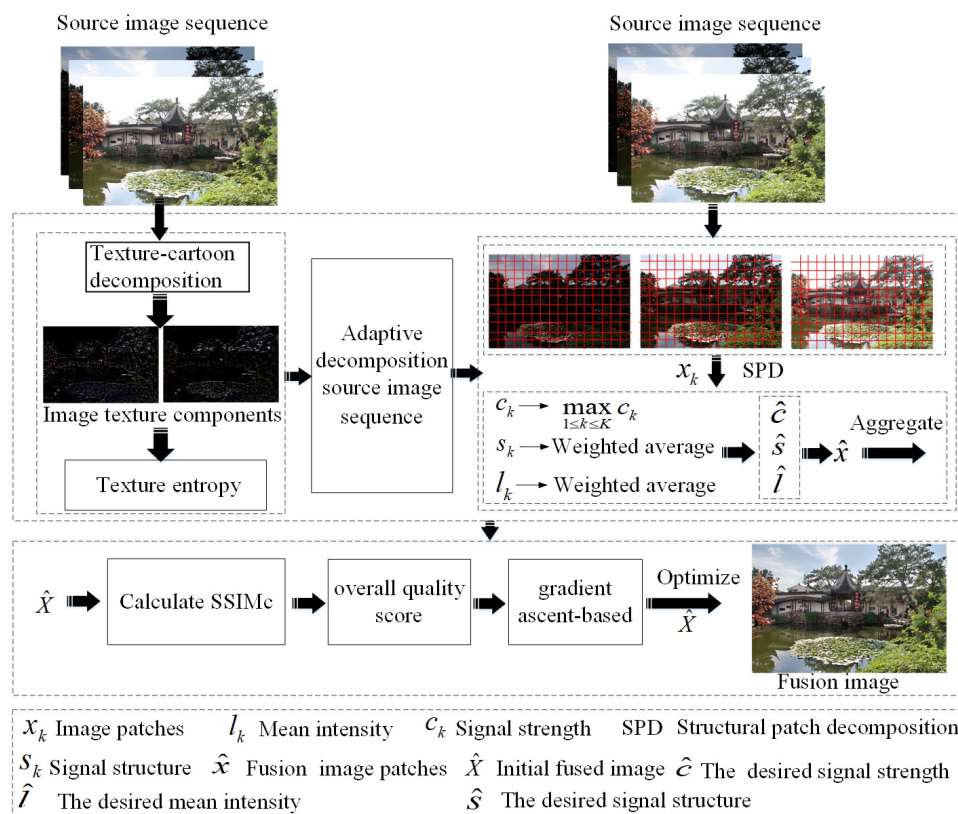 Source image sequence
Source image sequence
Texture-cartoon
decomposition
Image texture components
Texture entropy
Adaptive
decomposition
source image
sequence
x_k SPD
c_k → max_{1≤k≤K} c_k
s_k → Weighted average
l_k → Weighted average
ĉ
ŝ
l̂
x̂
Aggregate
X̂
Calculate SSIMc
overall quality
score
gradient
ascent-based
Optimize
X̂
Fusion image
x_k Image patches l_k Mean intensity c_k Signal strength SPD Structural patch decomposition
s_k Signal structure x̂ Fusion image patches X̂ Initial fused image ĉ The desired signal strength
l̂ The desired mean intensity ŝ The desired signal structure